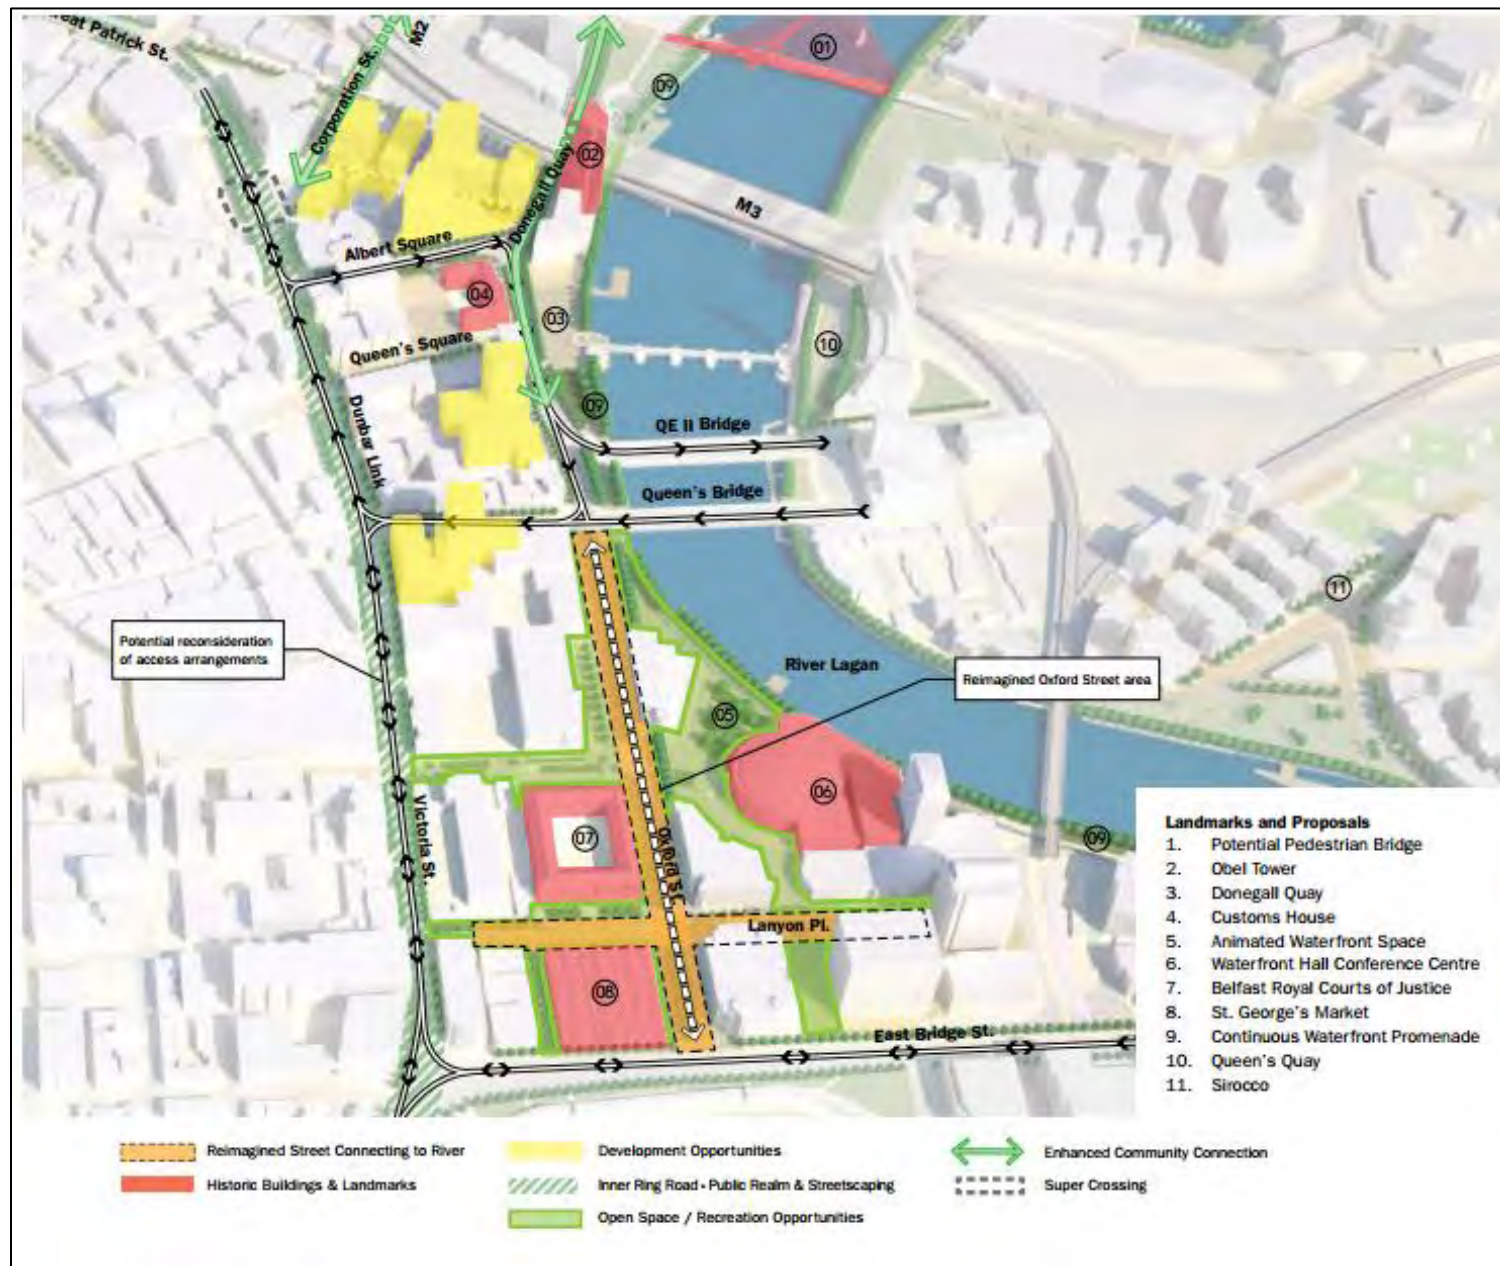 eat Patrick St.
Corporation St.
M2
01
09
Donegall Quay
02
M3
Albert Square
04
03
Queen's Square
10
09
Dunbar Link
QE II Bridge
Queen's Bridge
11
Potential reconsideration
of access arrangements
River Lagan
Reimagined Oxford Street area
05
06
Victoria St.
07
Oxford St.
09
Lanyon Pl.
08
East Bridge St.
Landmarks and Proposals
1. Potential Pedestrian Bridge
2. Obel Tower
3. Donegall Quay
4. Customs House
5. Animated Waterfront Space
6. Waterfront Hall Conference Centre
7. Belfast Royal Courts of Justice
8. St. George's Market
9. Continuous Waterfront Promenade
10. Queen's Quay
11. Sirocco
Reimagined Street Connecting to River
Development Opportunities
Enhanced Community Connection
Historic Buildings & Landmarks
Inner Ring Road - Public Realm & Streetscaping
Super Crossing
Open Space / Recreation Opportunities